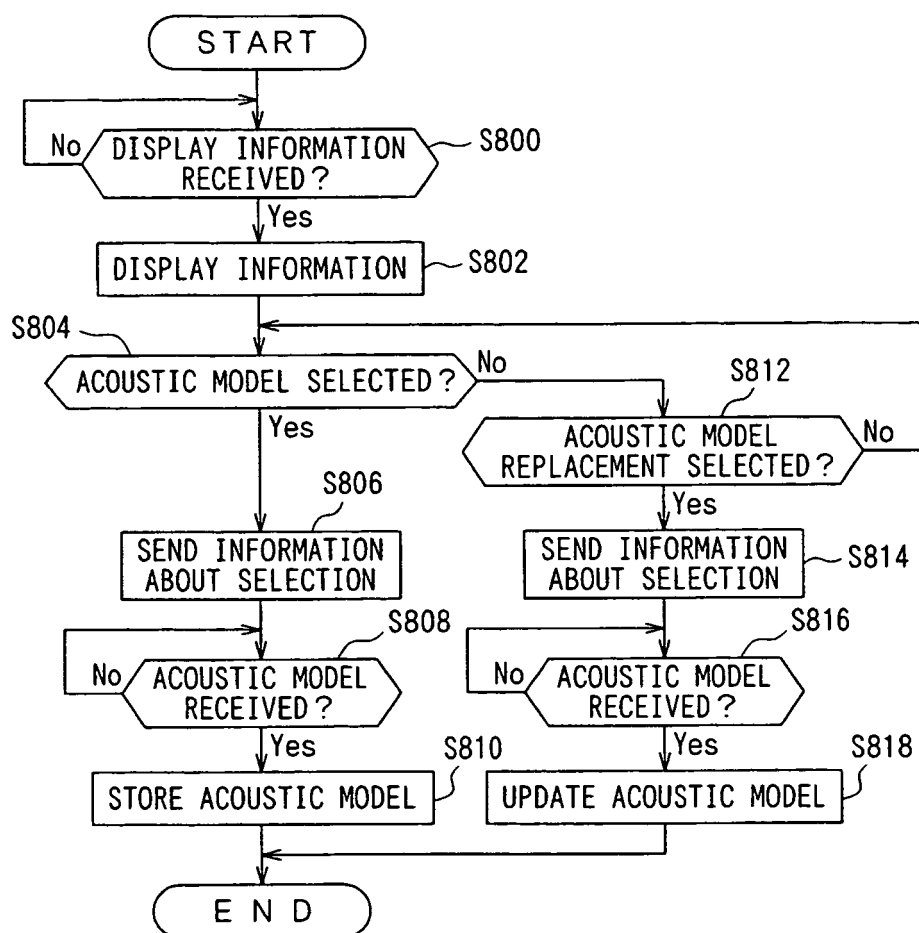 START
No
DISPLAY INFORMATION
RECEIVED?
S800
Yes
DISPLAY INFORMATION
S802
S804
ACOUSTIC MODEL SELECTED?
No
Yes
S812
ACOUSTIC MODEL
REPLACEMENT SELECTED?
No
Yes
S806
SEND INFORMATION
ABOUT SELECTION
SEND INFORMATION
ABOUT SELECTION
S814
S808
No
ACOUSTIC MODEL
RECEIVED?
Yes
S816
No
ACOUSTIC MODEL
RECEIVED?
Yes
S810
STORE ACOUSTIC MODEL
S818
UPDATE ACOUSTIC MODEL
END